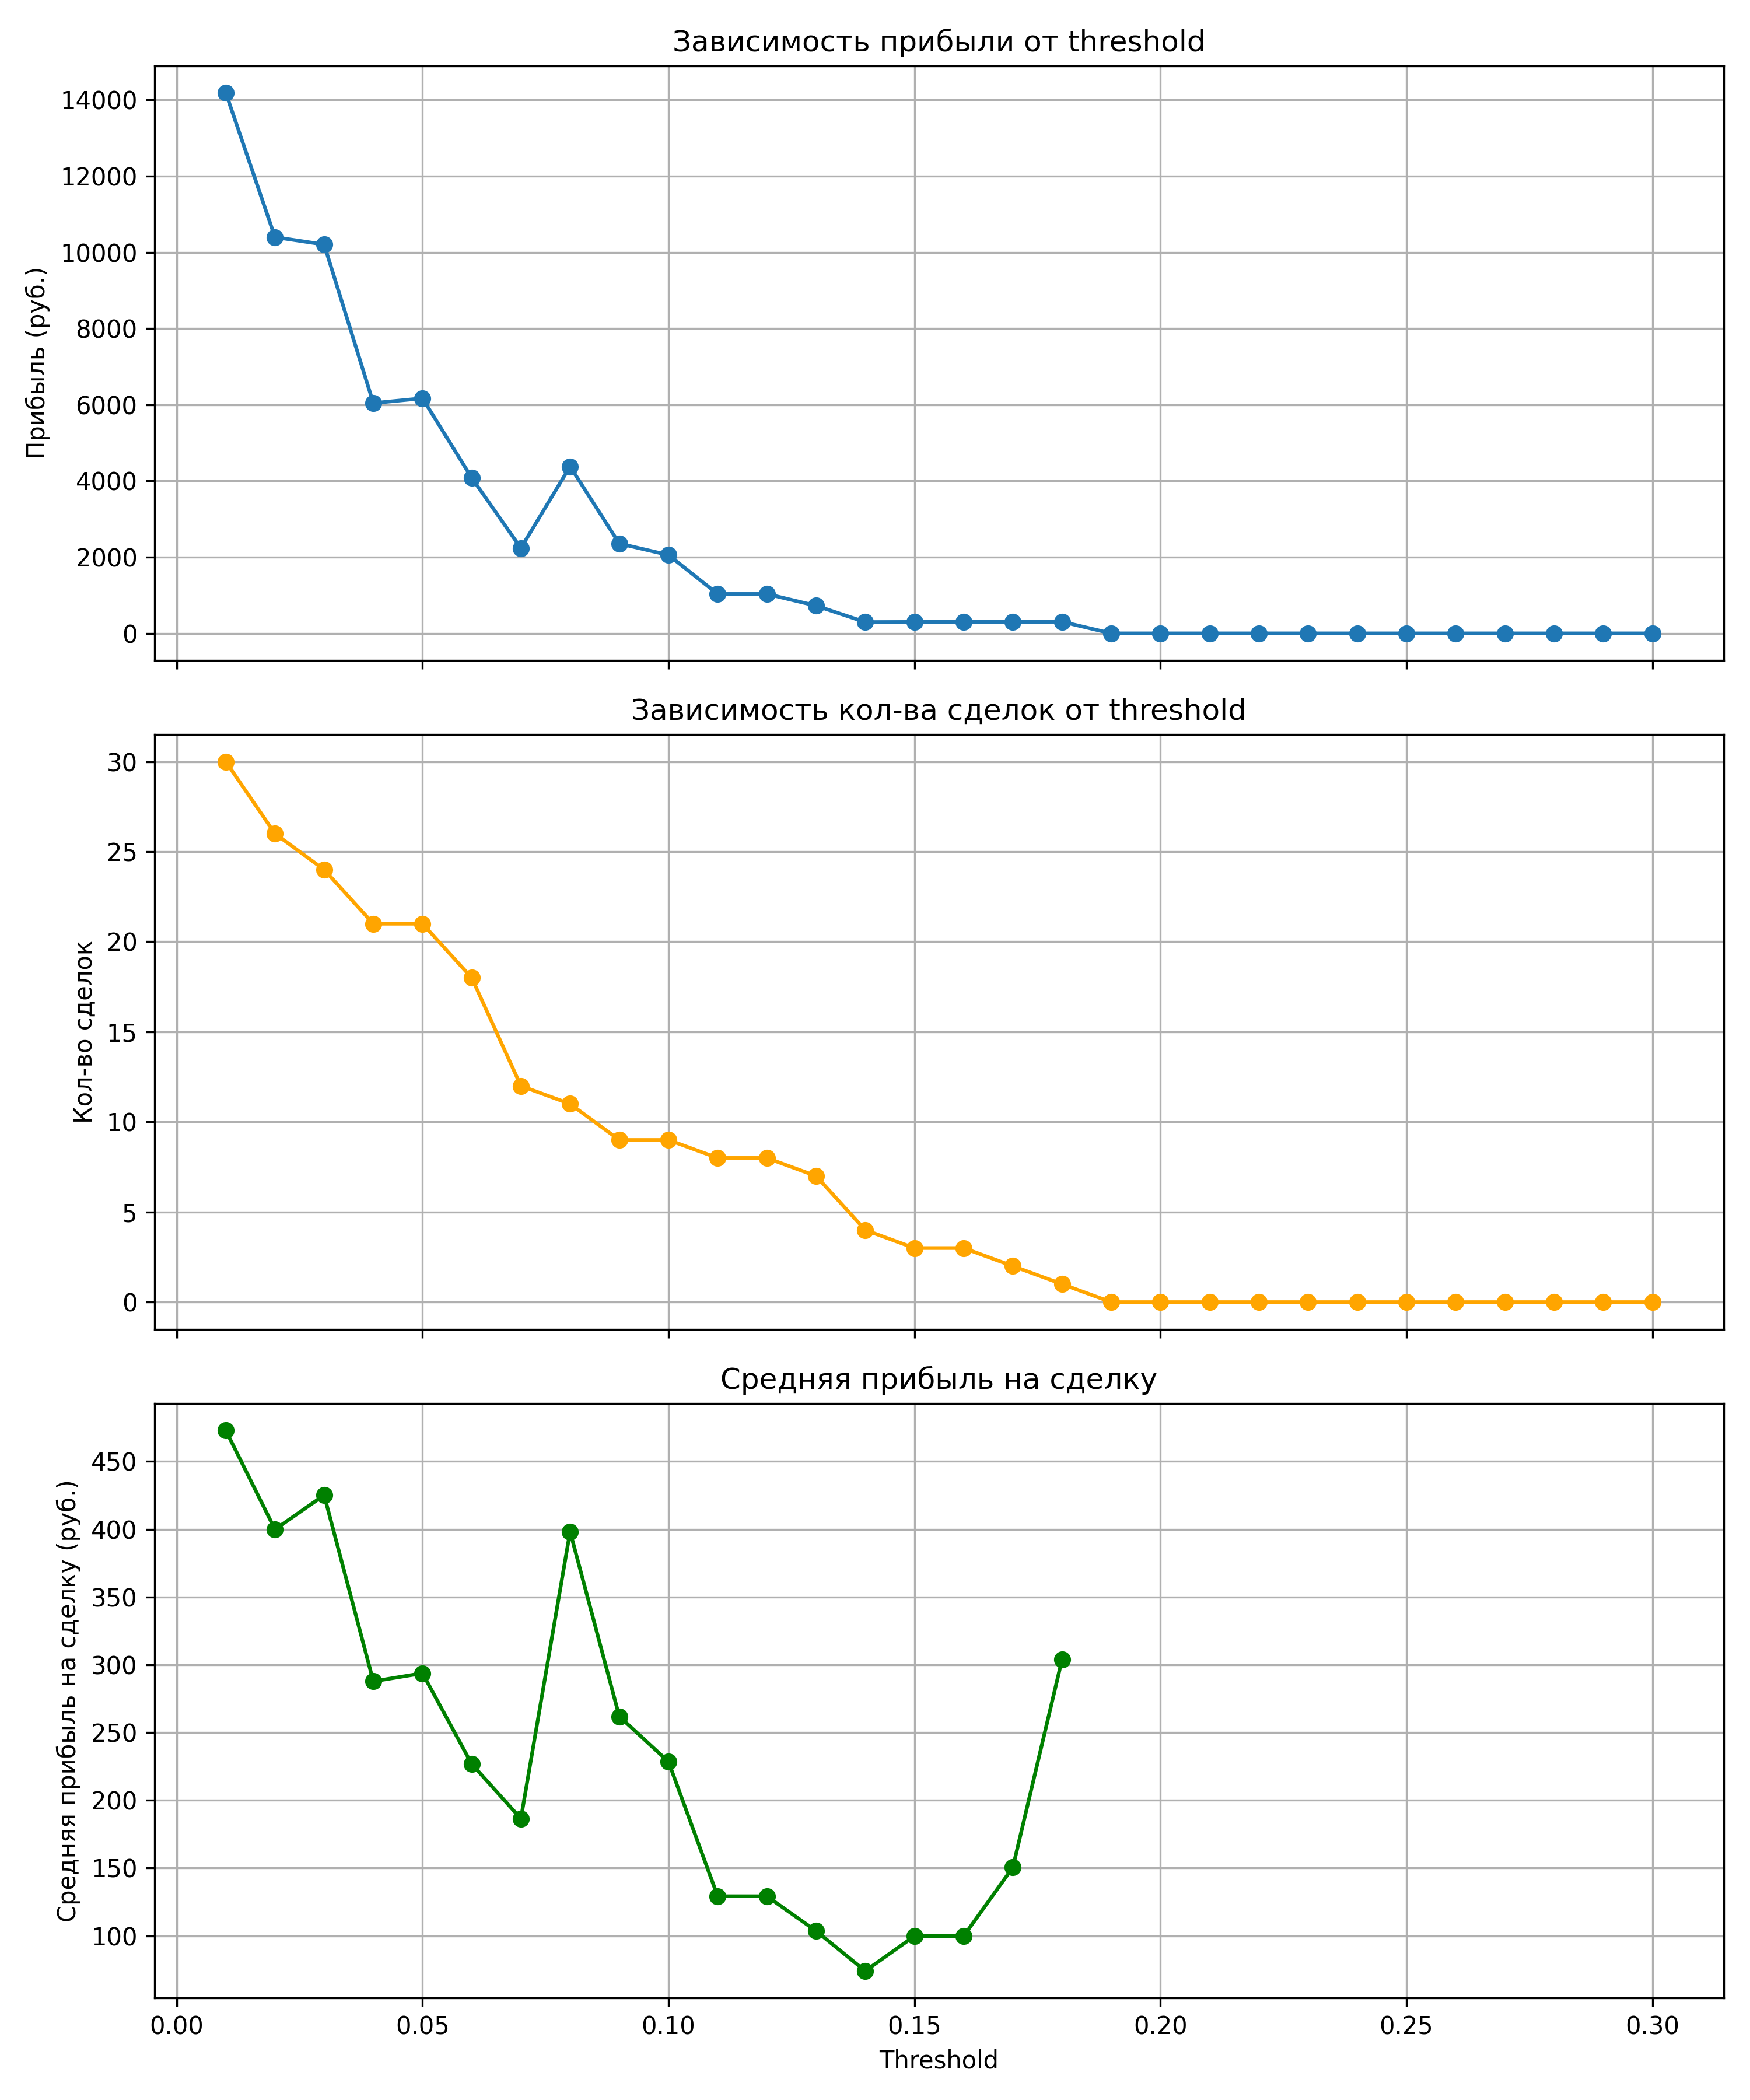 Зависимость прибыли от threshold
14000
12000
10000
8000
6000
4000
2000
0
Прибыль (руб.)
Зависимость кол-ва сделок от threshold
30
25
20
15
10
5
0
Кол-во сделок
Средняя прибыль на сделку
450
400
350
300
250
200
150
100
Средняя прибыль на сделку (руб.)
0.00 0.05 0.10 0.15 0.20 0.25 0.30
Threshold